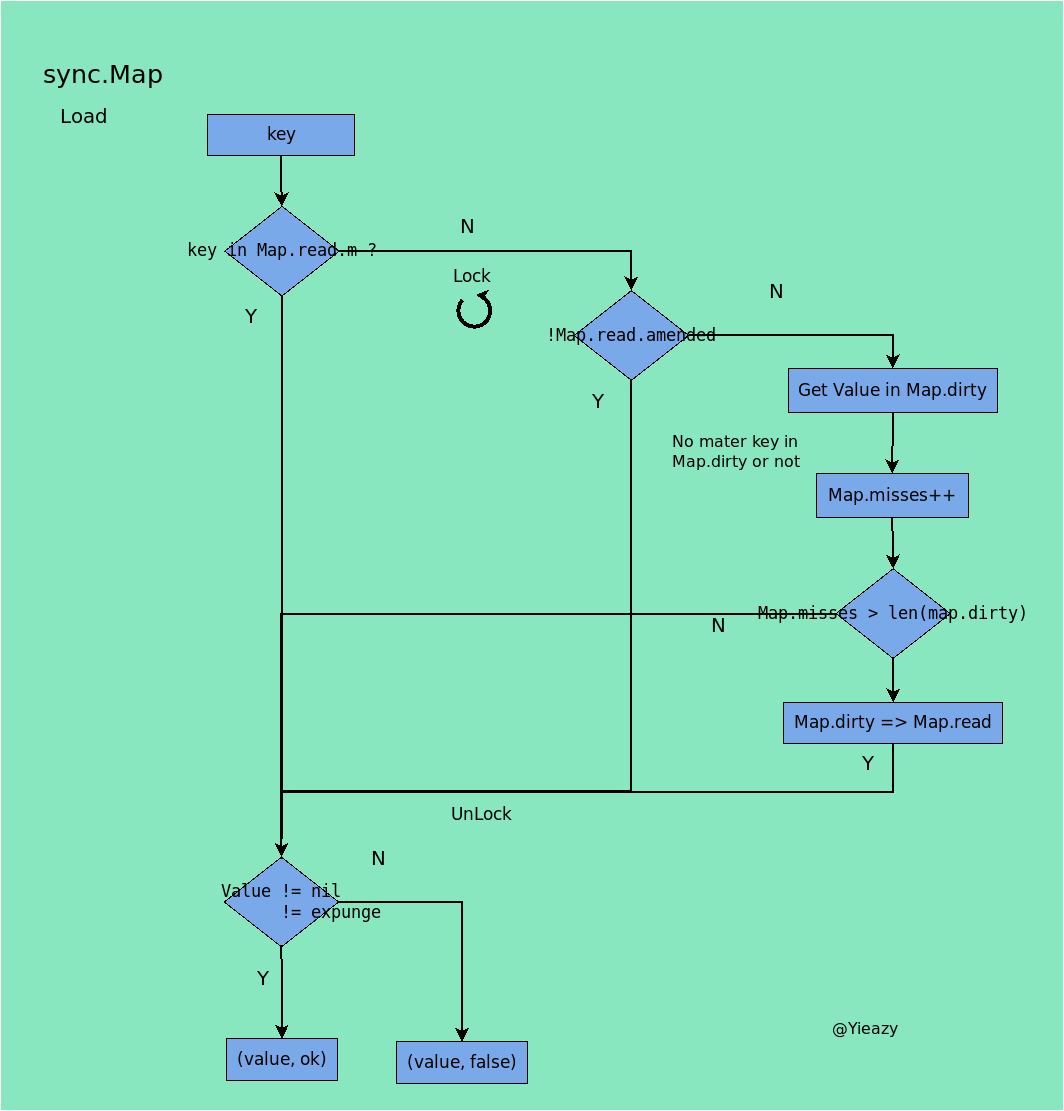 sync.Map
Load
key
key in Map.read.m ?
N
Lock
Y
N
!Map.read.amended
Y
Get Value in Map.dirty
No mater key in
Map.dirty or not
Map.misses++
Map.misses > len(map.dirty)
N
Map.dirty => Map.read
Y
UnLock
N
Value != nil
!= expunge
Y
@Yieazy
(value, ok)
(value, false)